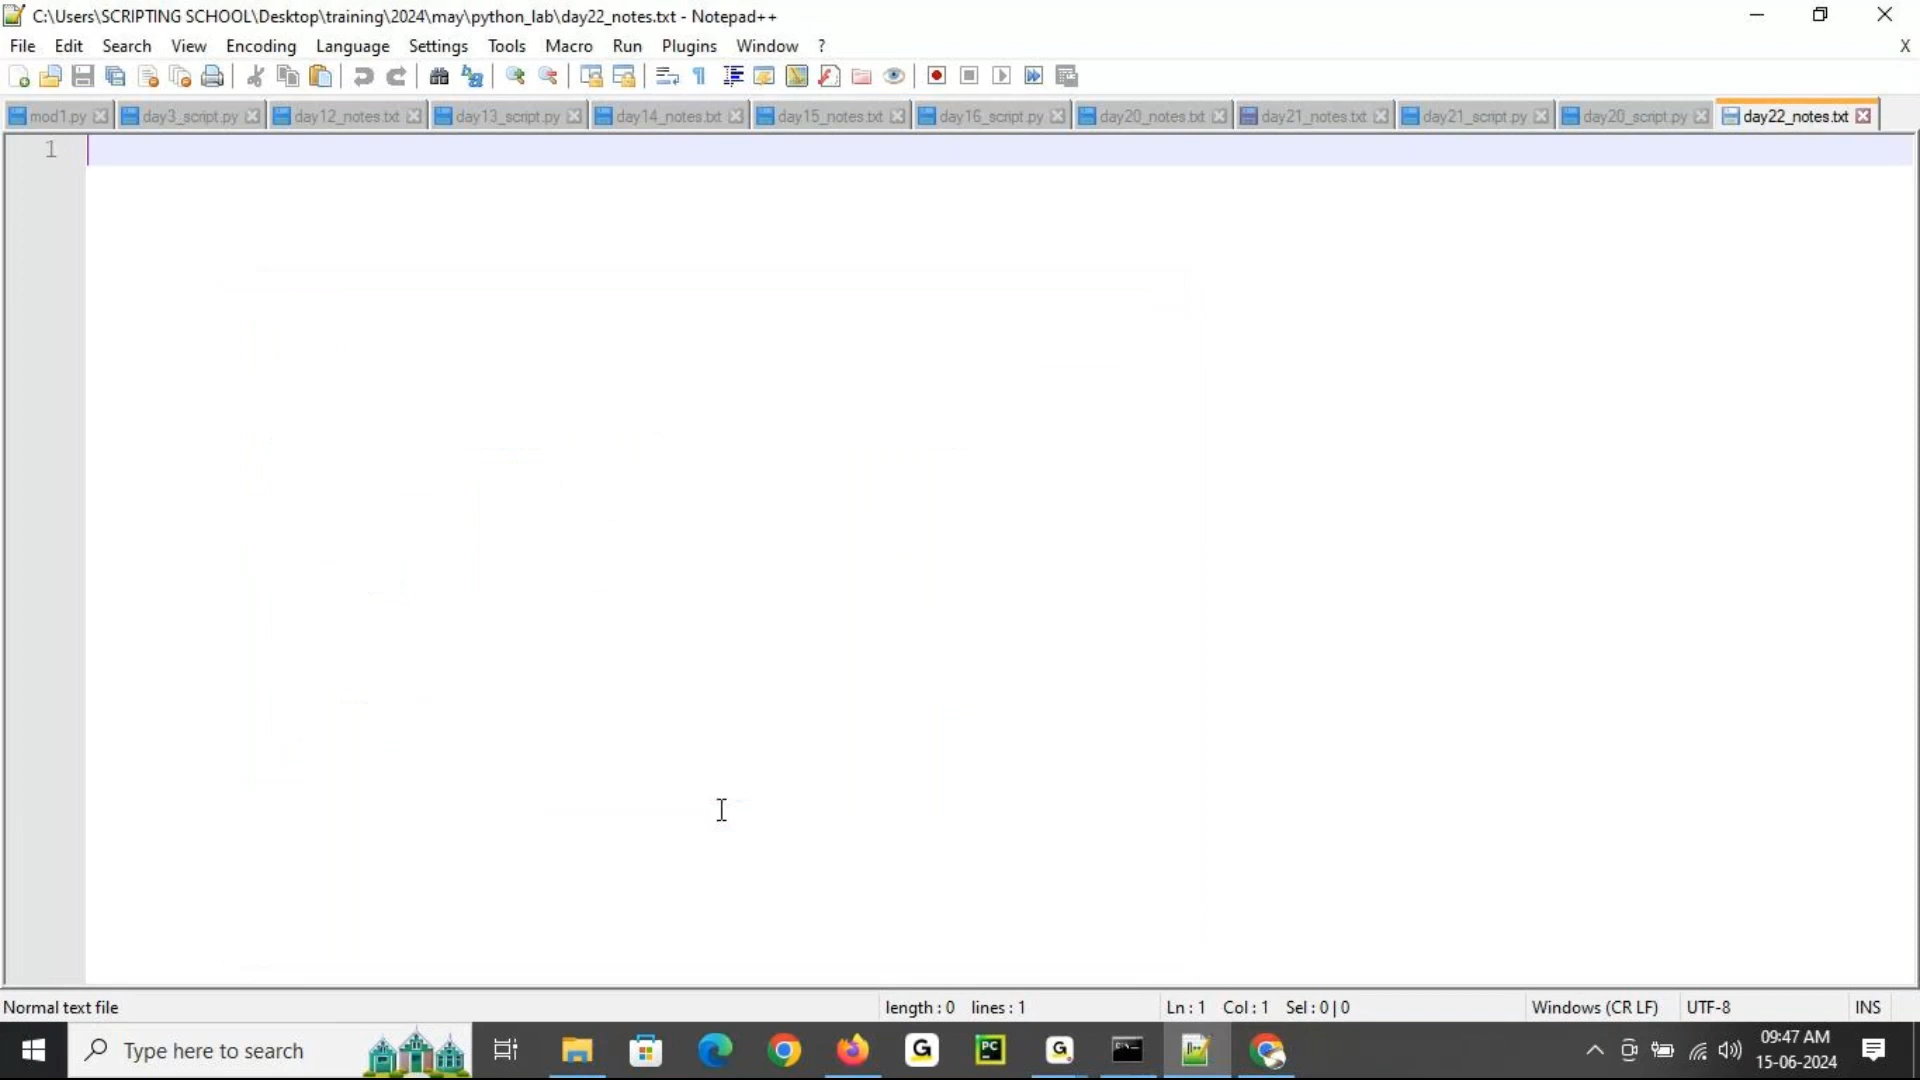 C:\Users\SCRIPTING SCHOOL\Desktop\training\2024\may\python_lab\day22_notes.txt - Notepad++
File Edit Search View Encoding Language Settings Tools Macro Run Plugins Window ? X
mod1.py day3_script.py day12_notes.txt day13_script.py day14_notes.txt day15_notes.txt day16_script.py day20_notes.txt day21_notes.txt day21_script.py day20_script.py day22_notes.txt
1
Normal text file length : 0 lines : 1 Ln : 1 Col : 1 Sel : 0 | 0 Windows (CR LF) UTF-8 INS
Type here to search
09:47 AM
15-06-2024